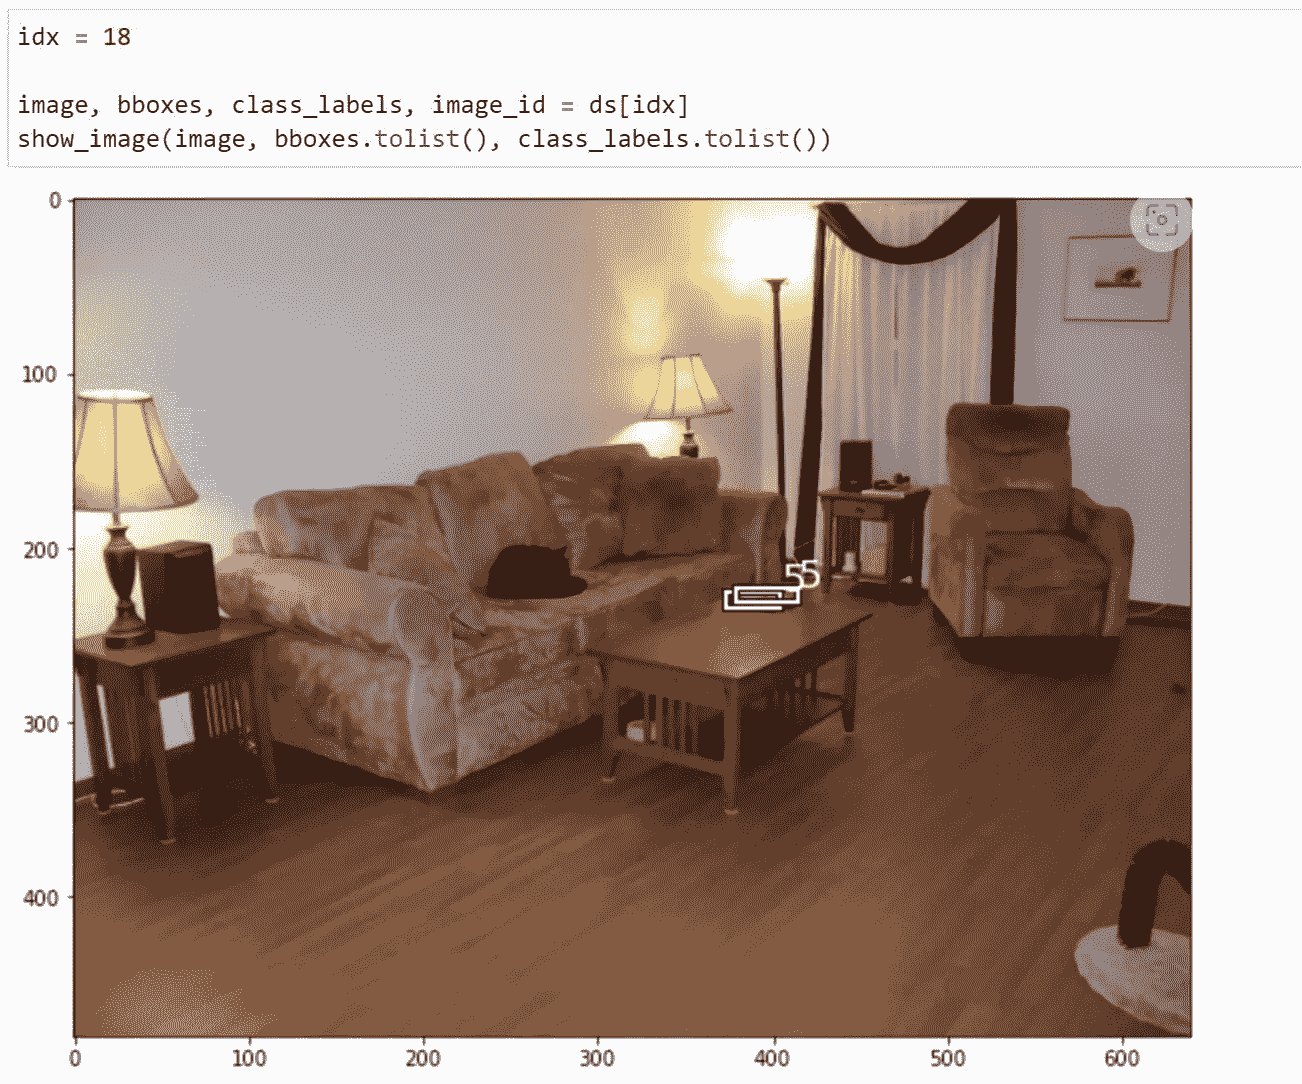 idx = 18
image, bboxes, class_labels, image_id = ds[idx]
show_image(image, bboxes.tolist(), class_labels.tolist())
0
100
200
55
300
400
0 100 200 300 400 500 600